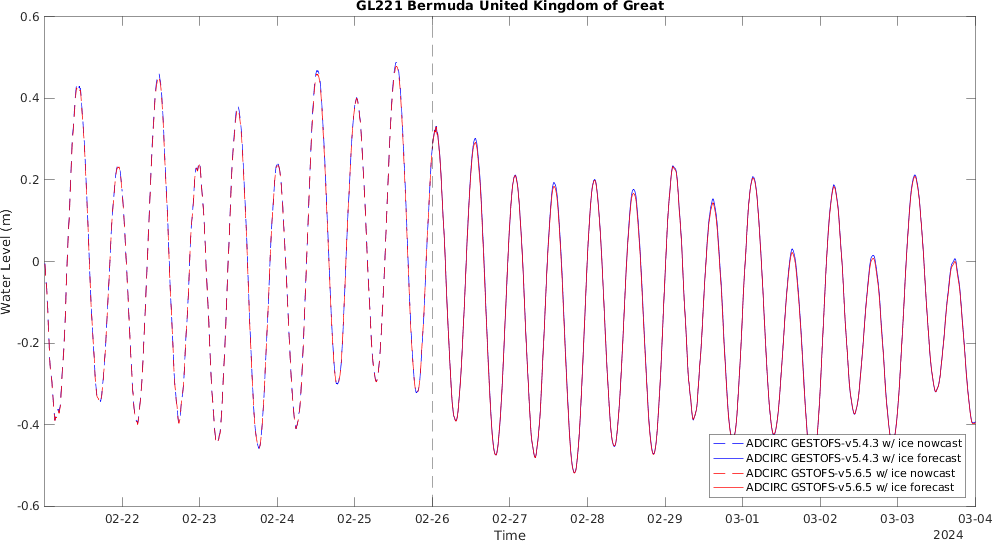 GL221 Bermuda United Kingdom of Great
0.6
0.4
0.2
0
-0.2
-0.4
-0.6
Water Level (m)
ADCIRC GESTOFS-v5.4.3 w/ ice nowcast
ADCIRC GESTOFS-v5.4.3 w/ ice forecast
ADCIRC GSTOFS-v5.6.5 w/ ice nowcast
ADCIRC GSTOFS-v5.6.5 w/ ice forecast
02-22 02-23 02-24 02-25 02-26 02-27 02-28 02-29 03-01 03-02 03-03 03-04
Time
2024